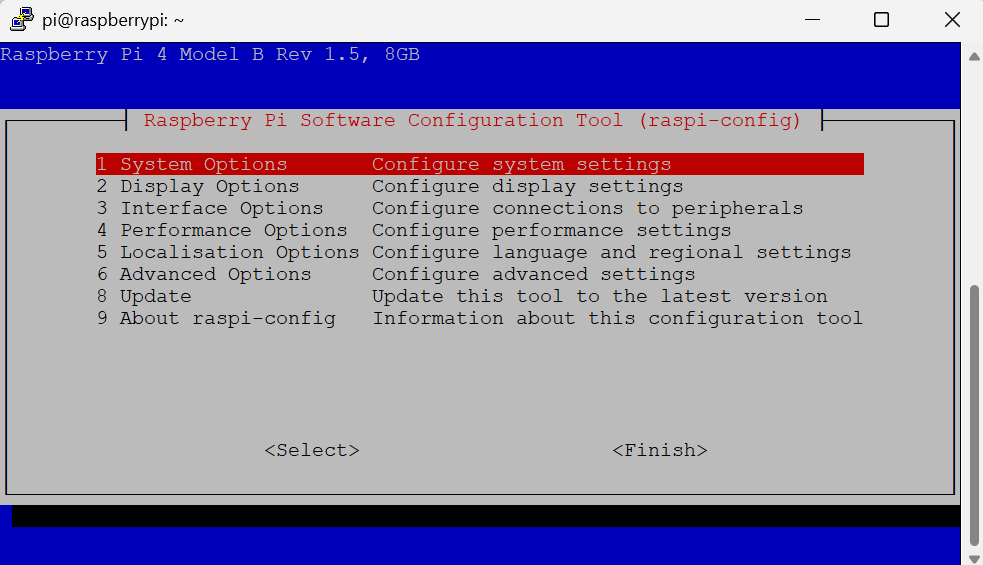 pi@raspberrypi: ~
Raspberry Pi 4 Model B Rev 1.5, 8GB
Raspberry Pi Software Configuration Tool (raspi-config)
1 System Options Configure system settings
2 Display Options Configure display settings
3 Interface Options Configure connections to peripherals
4 Performance Options Configure performance settings
5 Localisation Options Configure language and regional settings
6 Advanced Options Configure advanced settings
8 Update Update this tool to the latest version
9 About raspi-config Information about this configuration tool
<Select> <Finish>